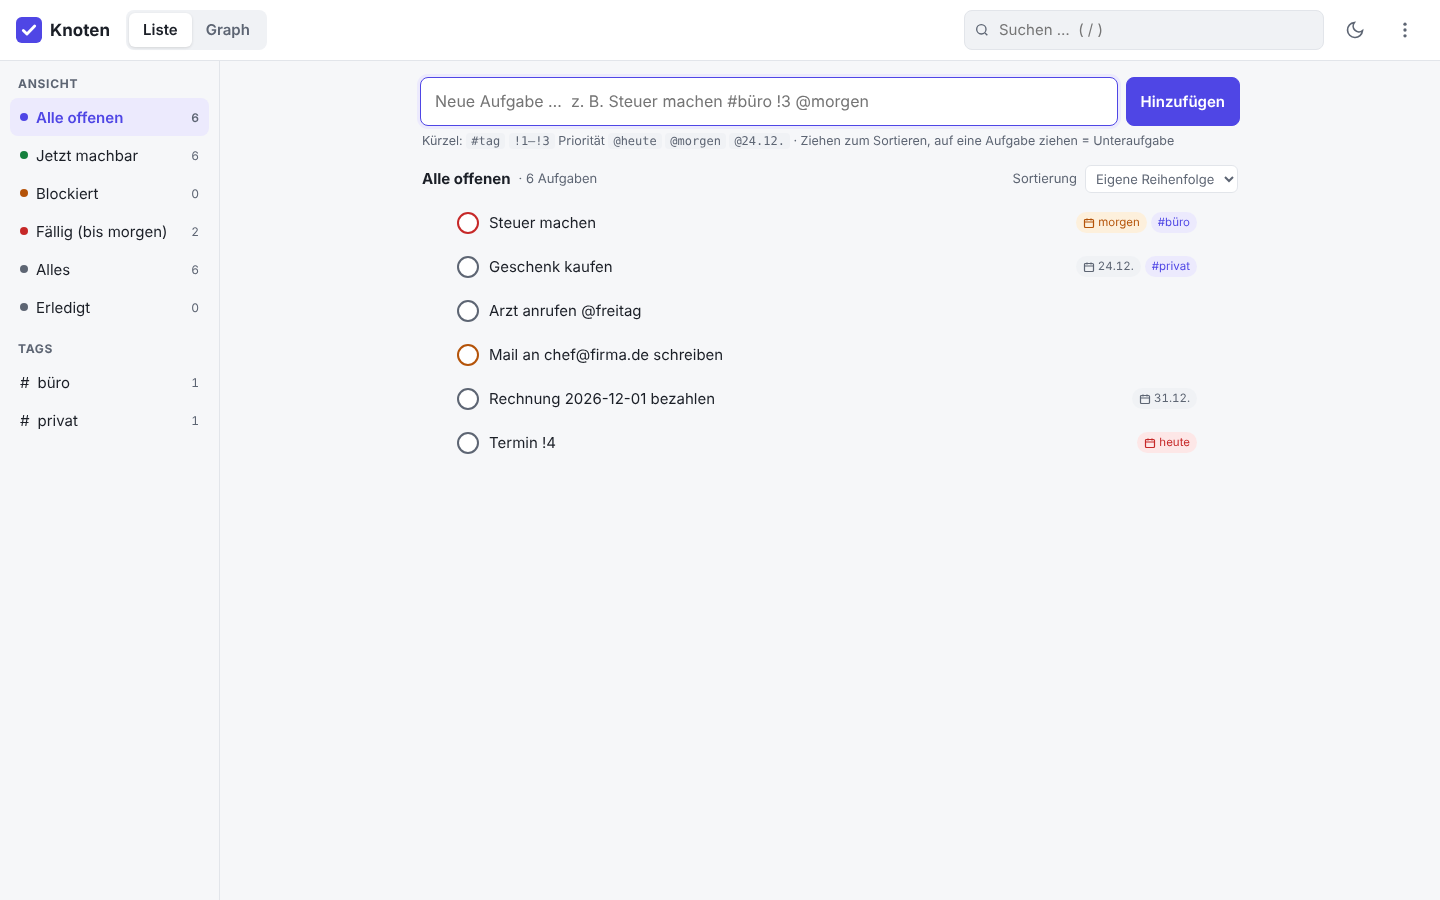 Knoten
Liste Graph
Suchen … ( / )
ANSICHT
Alle offenen 6
Jetzt machbar 6
Blockiert 0
Fällig (bis morgen) 2
Alles 6
Erledigt 0
TAGS
# büro 1
# privat 1
Neue Aufgabe … z. B. Steuer machen #büro !3 @morgen
Hinzufügen
Kürzel: #tag !1–!3 Priorität @heute @morgen @24.12. · Ziehen zum Sortieren, auf eine Aufgabe ziehen = Unteraufgabe
Alle offenen · 6 Aufgaben
Sortierung Eigene Reihenfolge
Steuer machen morgen #büro
Geschenk kaufen 24.12. #privat
Arzt anrufen @freitag
Mail an chef@firma.de schreiben
Rechnung 2026-12-01 bezahlen 31.12.
Termin !4 heute